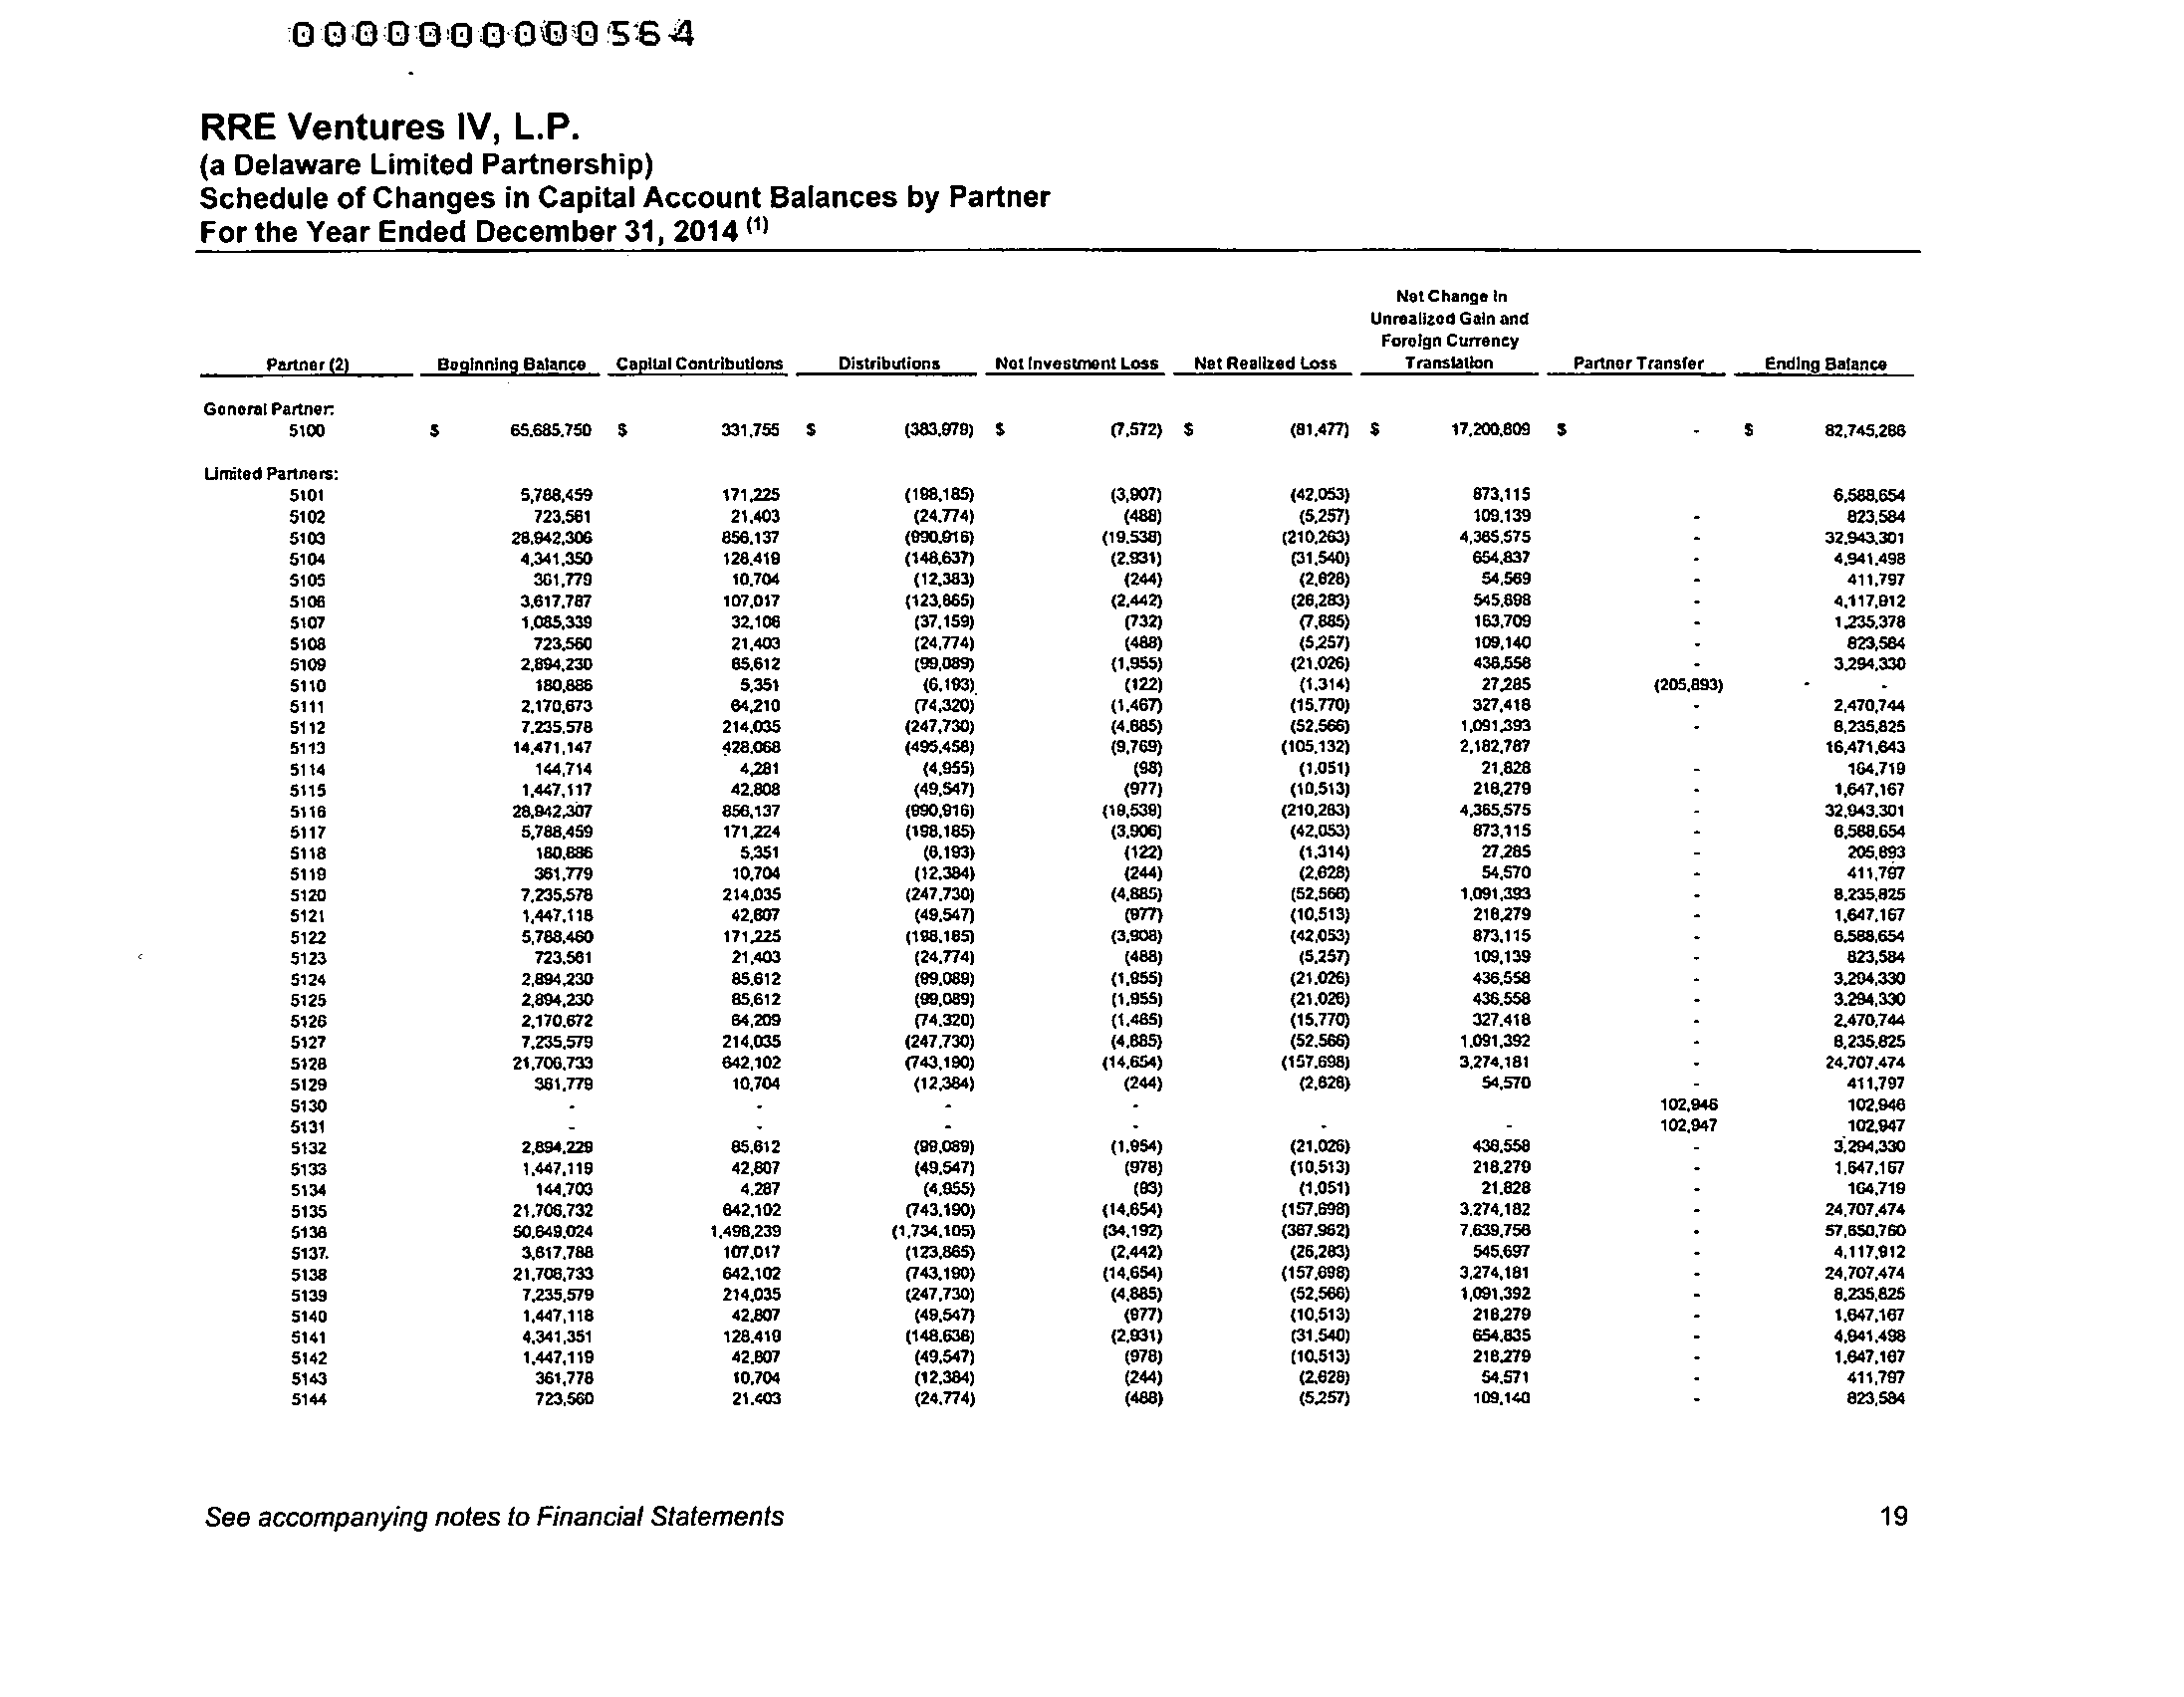 0000000000564
RRE Ventures IV, L.P.
(a Delaware Limited Partnership)
Schedule of Changes in Capital Account Balances by Partner
For the Year Ended December 31, 2014 (1)
Net Change In
Unrealized Gain and
Foreign Currency
Partner (2) Beginning Balance Capital Contributions Distributions Net Investment Loss Net Realized Loss Translation Partner Transfer Ending Balance
General Partner:
5100 $ 65,685,750 $ 331,755 $ (383,979) $ (7,572) $ (81,477) $ 17,200,809 $ - $ 82,745,286
Limited Partners:
5101 5,788,459 171,225 (198,185) (3,907) (42,053) 873,115 6,588,654
5102 723,561 21,403 (24,774) (488) (5,257) 109,139 - 823,584
5103 28,942,306 856,137 (990,916) (19,538) (210,263) 4,365,575 - 32,943,301
5104 4,341,350 128,419 (148,637) (2,931) (31,540) 654,837 - 4,941,498
5105 361,779 10,704 (12,383) (244) (2,628) 54,569 - 411,797
5106 3,617,787 107,017 (123,865) (2,442) (26,283) 545,698 - 4,117,912
5107 1,085,339 32,106 (37,159) (732) (7,885) 163,709 - 1,235,378
5108 723,560 21,403 (24,774) (488) (5,257) 109,140 - 823,584
5109 2,894,230 85,612 (99,089) (1,955) (21,026) 436,558 - 3,294,330
5110 180,886 5,351 (6,193) (122) (1,314) 27,285 (205,893) - -
5111 2,170,673 64,210 (74,320) (1,467) (15,770) 327,418 - 2,470,744
5112 7,235,578 214,035 (247,730) (4,885) (52,566) 1,091,393 - 8,235,825
5113 14,471,147 428,068 (495,458) (9,769) (105,132) 2,182,787 16,471,643
5114 144,714 4,281 (4,955) (98) (1,051) 21,828 - 164,719
5115 1,447,117 42,808 (49,547) (977) (10,513) 218,279 - 1,647,167
5116 28,942,307 856,137 (990,916) (19,539) (210,263) 4,365,575 - 32,943,301
5117 5,788,459 171,224 (198,185) (3,906) (42,053) 873,115 - 6,588,654
5118 180,886 5,351 (6,193) (122) (1,314) 27,285 - 205,893
5119 361,779 10,704 (12,384) (244) (2,628) 54,570 - 411,797
5120 7,235,578 214,035 (247,730) (4,885) (52,566) 1,091,393 - 8,235,825
5121 1,447,118 42,807 (49,547) (977) (10,513) 218,279 - 1,647,167
5122 5,788,460 171,225 (198,185) (3,908) (42,053) 873,115 - 6,588,654
5123 723,561 21,403 (24,774) (488) (5,257) 109,139 - 823,584
5124 2,894,230 85,612 (99,089) (1,955) (21,026) 436,558 - 3,294,330
5125 2,894,230 85,612 (99,089) (1,955) (21,026) 436,558 - 3,294,330
5126 2,170,672 64,209 (74,320) (1,465) (15,770) 327,418 - 2,470,744
5127 7,235,579 214,035 (247,730) (4,885) (52,566) 1,091,392 - 8,235,825
5128 21,706,733 642,102 (743,190) (14,654) (157,698) 3,274,181 - 24,707,474
5129 361,779 10,704 (12,384) (244) (2,628) 54,570 - 411,797
5130 - - - - 102,946 102,946
5131 - - - - - - 102,947 102,947
5132 2,894,229 85,612 (99,089) (1,954) (21,026) 436,558 - 3,294,330
5133 1,447,119 42,807 (49,547) (978) (10,513) 218,279 - 1,647,167
5134 144,703 4,287 (4,955) (93) (1,051) 21,828 - 164,719
5135 21,706,732 642,102 (743,190) (14,654) (157,698) 3,274,182 - 24,707,474
5136 50,649,024 1,498,239 (1,734,105) (34,192) (367,962) 7,639,756 - 57,650,760
5137. 3,617,788 107,017 (123,865) (2,442) (26,283) 545,697 - 4,117,912
5138 21,706,733 642,102 (743,190) (14,654) (157,698) 3,274,181 - 24,707,474
5139 7,235,579 214,035 (247,730) (4,885) (52,566) 1,091,392 - 8,235,825
5140 1,447,118 42,807 (49,547) (977) (10,513) 218,279 - 1,647,167
5141 4,341,351 128,419 (148,636) (2,931) (31,540) 654,835 - 4,941,498
5142 1,447,119 42,807 (49,547) (978) (10,513) 218,279 - 1,647,167
5143 361,778 10,704 (12,384) (244) (2,628) 54,571 - 411,797
5144 723,560 21,403 (24,774) (488) (5,257) 109,140 - 823,584
See accompanying notes to Financial Statements 19